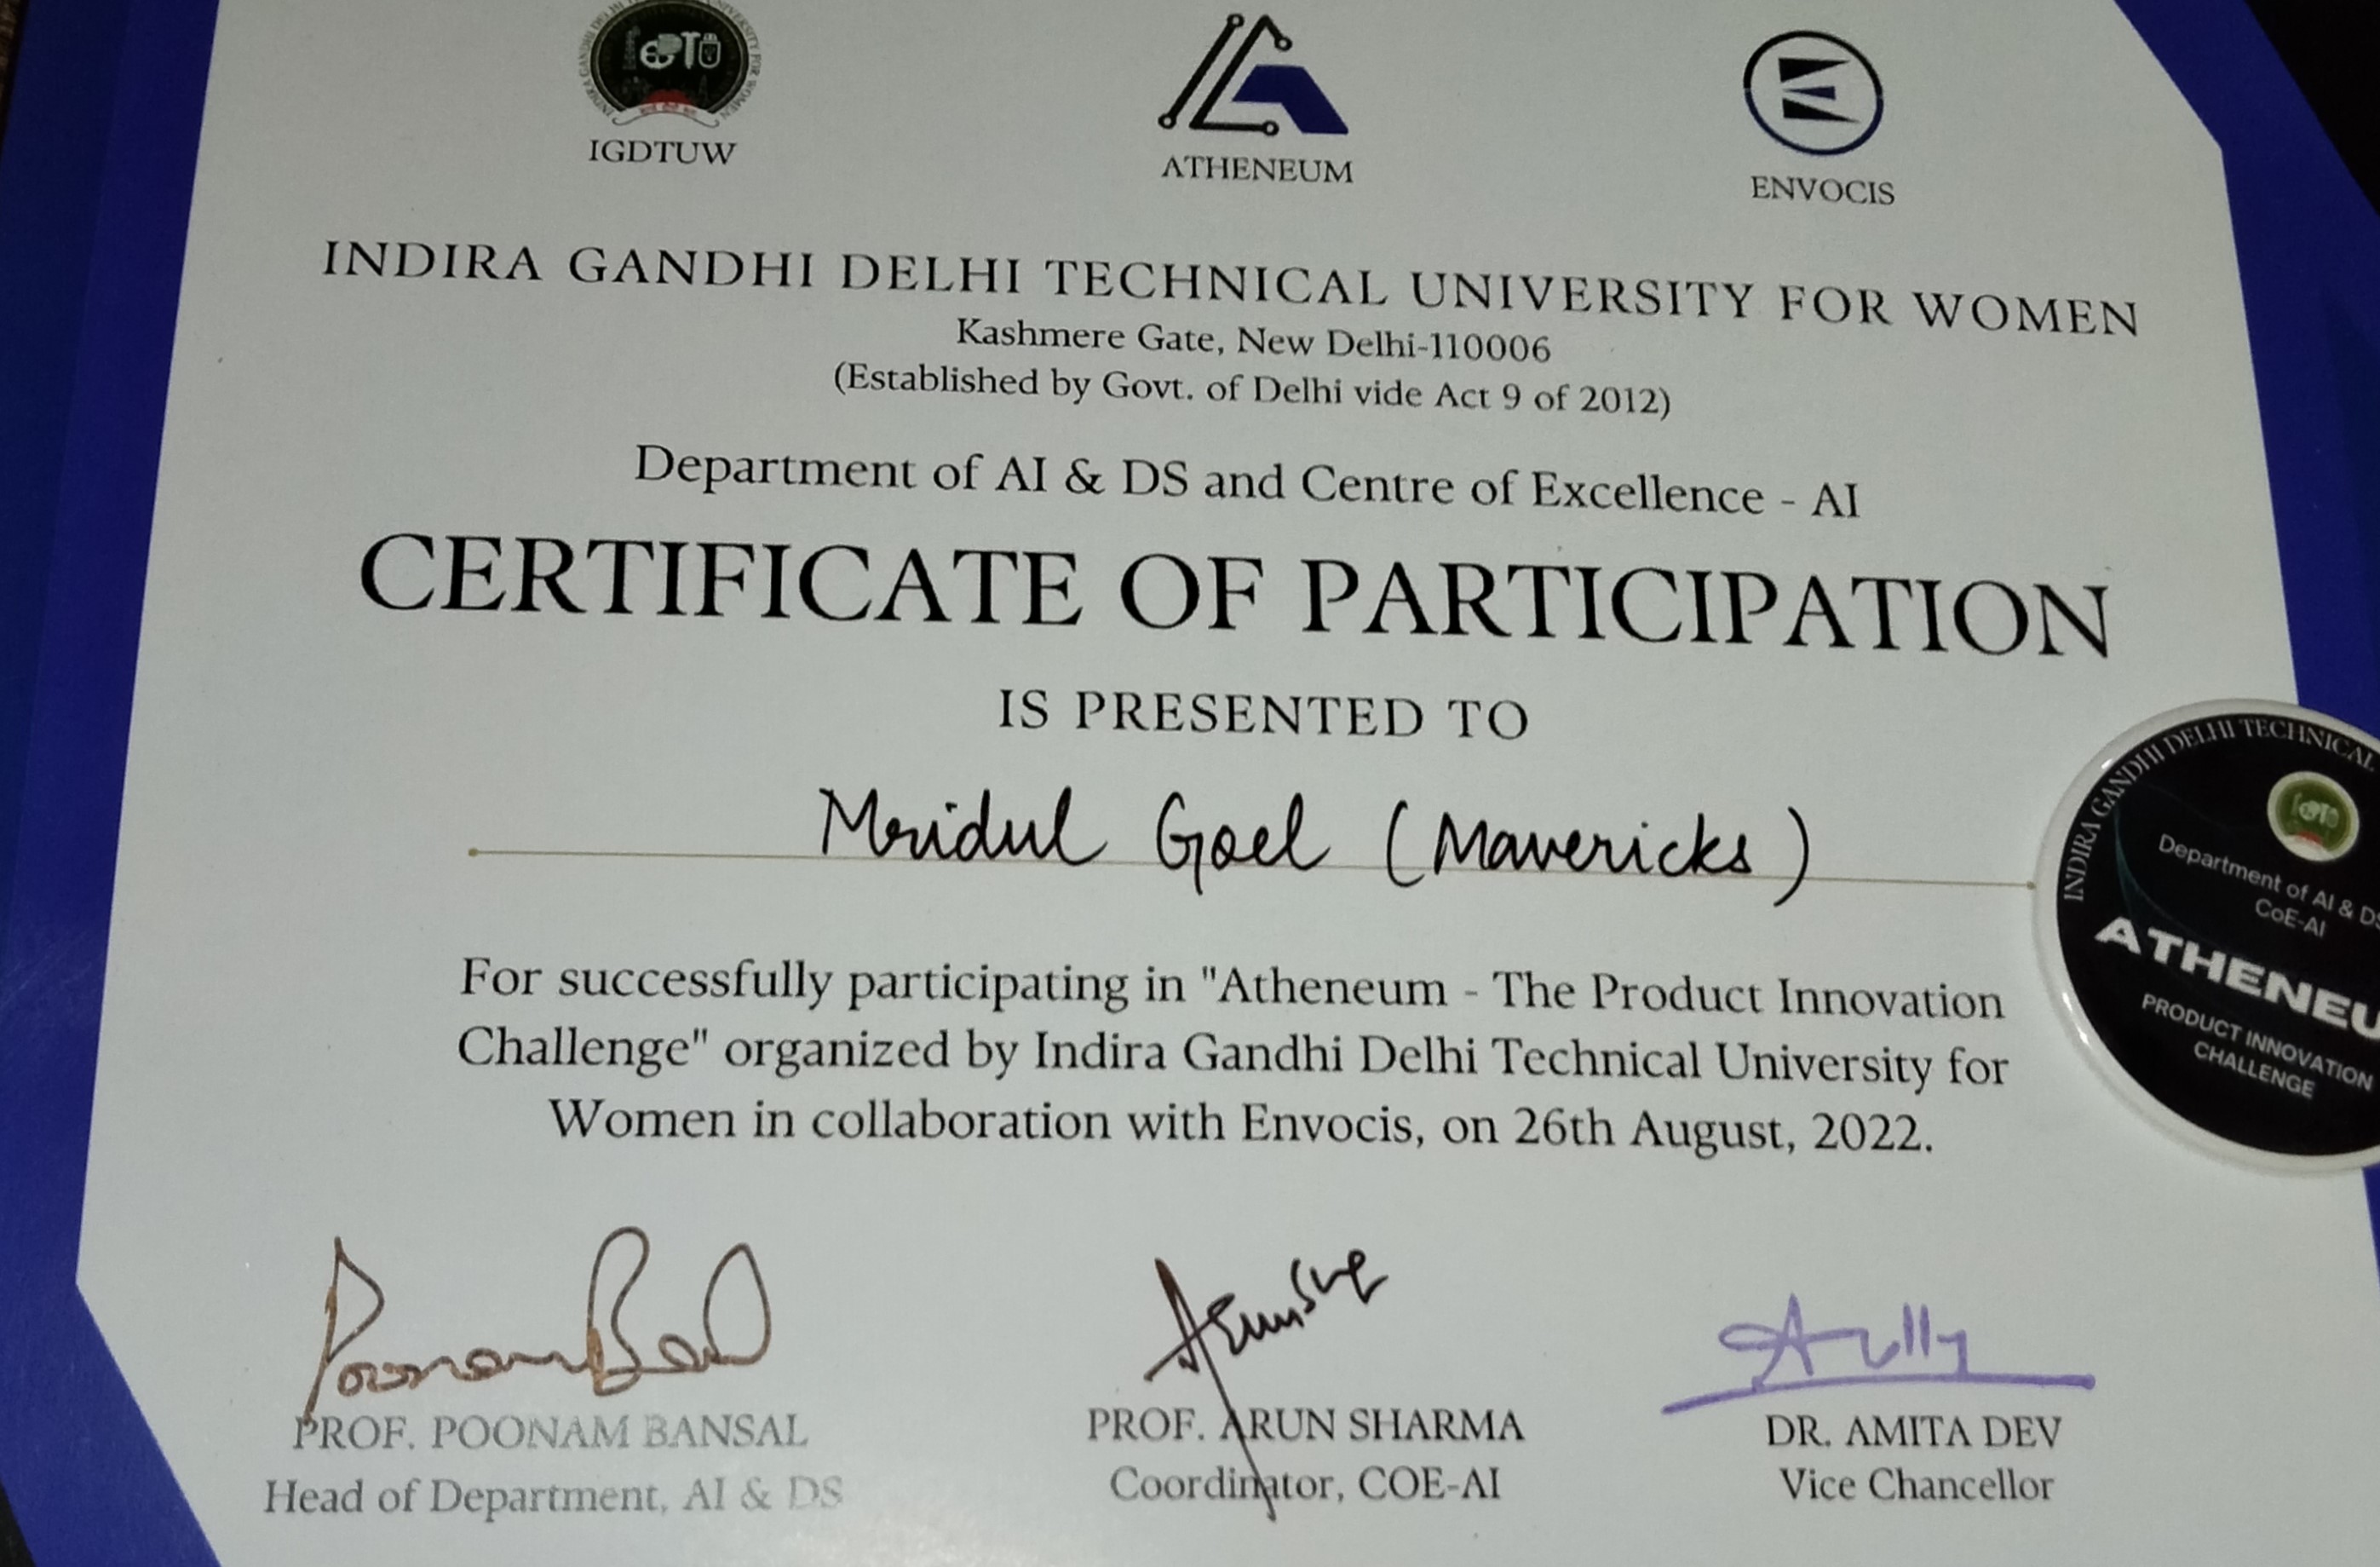 IGDTUW
ATHENEUM
ENVOCIS
INDIRA GANDHI DELHI TECHNICAL UNIVERSITY FOR WOMEN
Kashmere Gate, New Delhi-110006
(Established by Govt. of Delhi vide Act 9 of 2012)
Department of AI & DS and Centre of Excellence - AI
CERTIFICATE OF PARTICIPATION
IS PRESENTED TO
Mridul Goel (Mavericks)
For successfully participating in "Atheneum - The Product Innovation
Challenge" organized by Indira Gandhi Delhi Technical University for
Women in collaboration with Envocis, on 26th August, 2022.
INDIRA GANDHI DELHI TECHNICAL
Department of AI & DS
CoE-AI
ATHENEU
PRODUCT INNOVATION
CHALLENGE
Poonam Bansal
PROF. POONAM BANSAL
Head of Department, AI & DS
PROF. ARUN SHARMA
Coordinator, COE-AI
DR. AMITA DEV
Vice Chancellor